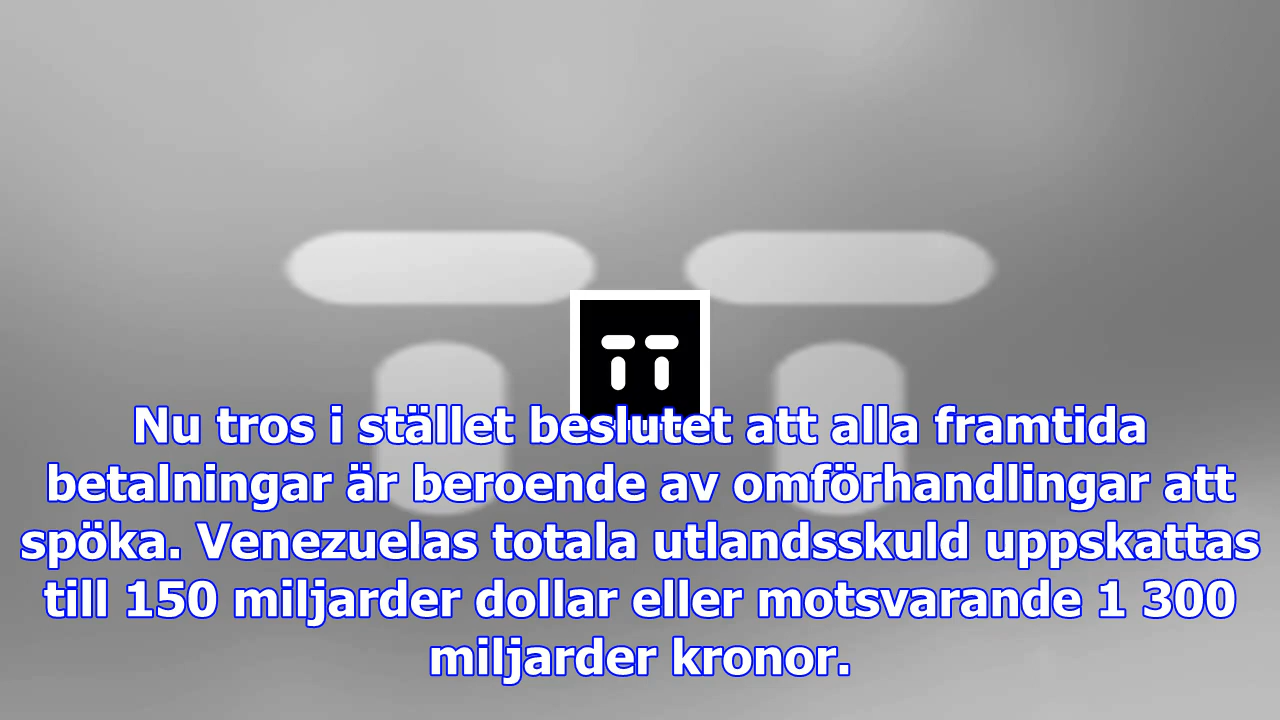 Nu tros i stället beslutet att alla framtida
betalningar är beroende av omförhandlingar att
spöka. Venezuelas totala utlandsskuld uppskattas
till 150 miljarder dollar eller motsvarande 1 300
miljarder kronor.